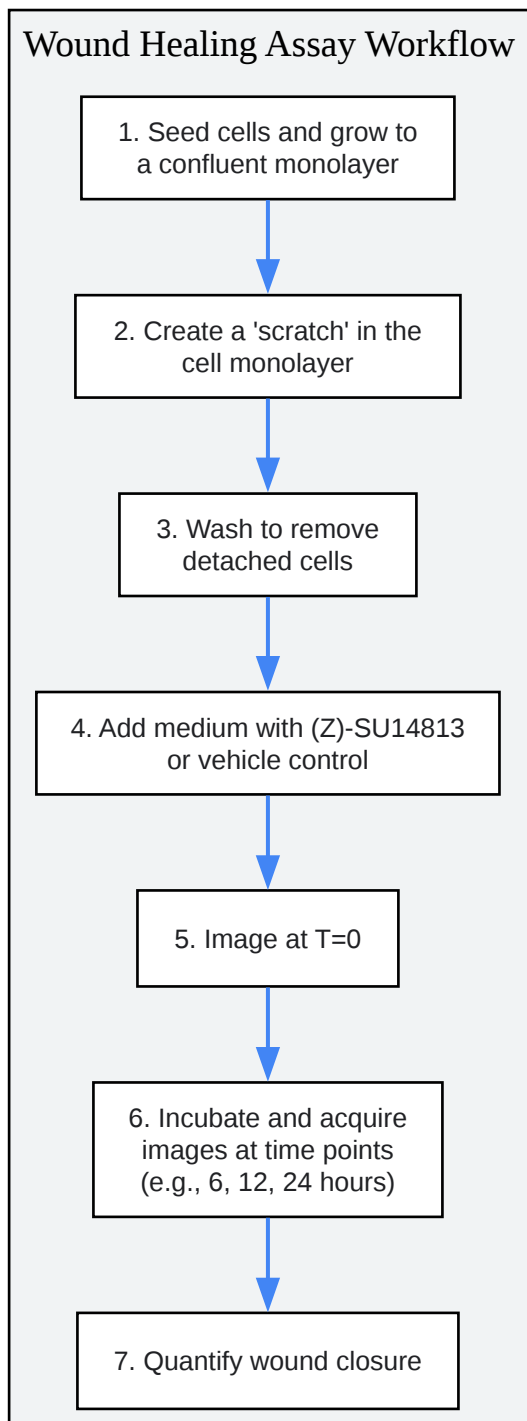 Wound Healing Assay Workflow
1. Seed cells and grow to
a confluent monolayer
2. Create a 'scratch' in the
cell monolayer
3. Wash to remove
detached cells
4. Add medium with (Z)-SU14813
or vehicle control
5. Image at T=0
6. Incubate and acquire
images at time points
(e.g., 6, 12, 24 hours)
7. Quantify wound closure